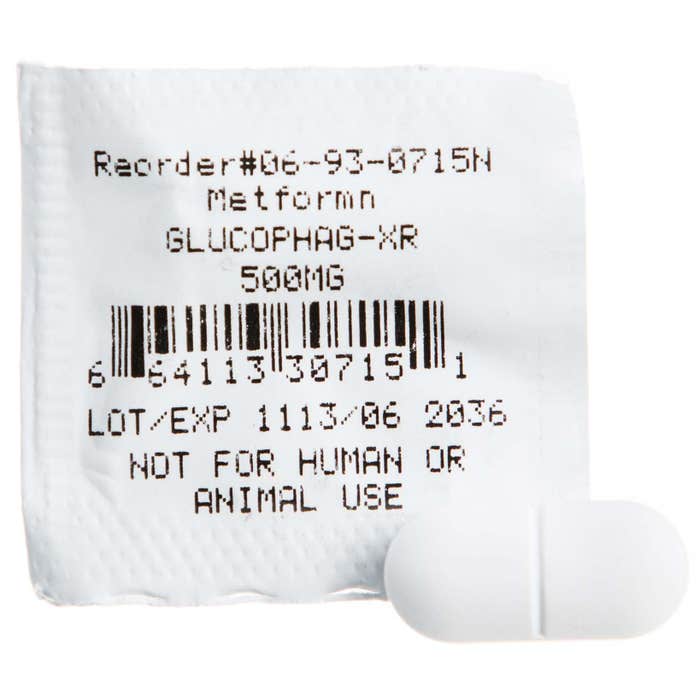 Reorder#06-93-0715N
Metformn
GLUCOPHAG-XR
500MG
6 64113 30715 1
LOT/EXP 1113/06 2036
NOT FOR HUMAN OR
ANIMAL USE